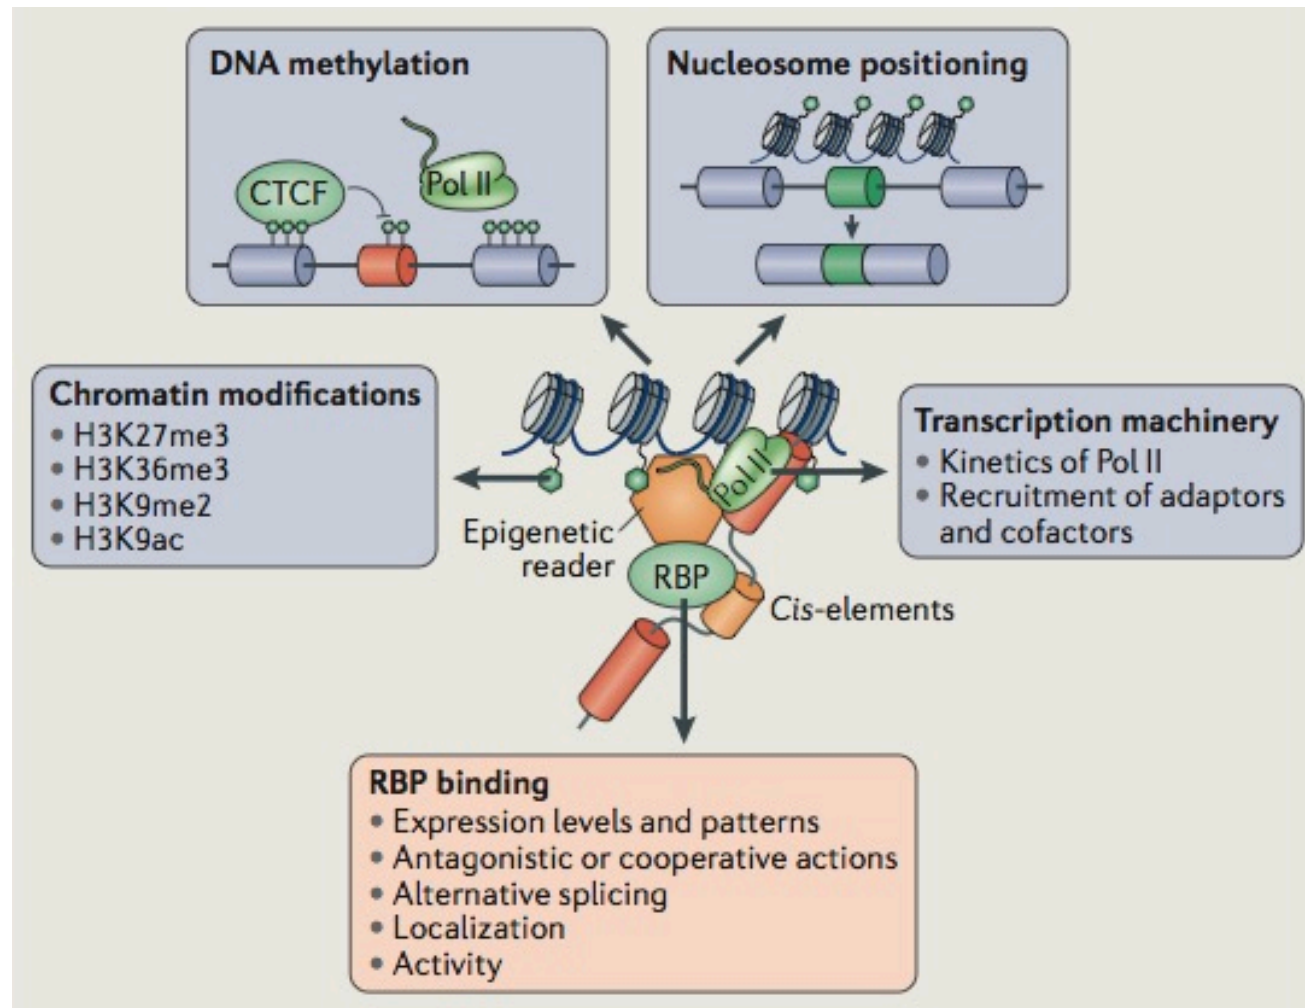 DNA methylation
CTCF
Pol II
Nucleosome positioning
Chromatin modifications
• H3K27me3
• H3K36me3
• H3K9me2
• H3K9ac
Epigenetic
reader
Pol II
RBP
Cis-elements
Transcription machinery
• Kinetics of Pol II
• Recruitment of adaptors
and cofactors
RBP binding
• Expression levels and patterns
• Antagonistic or cooperative actions
• Alternative splicing
• Localization
• Activity